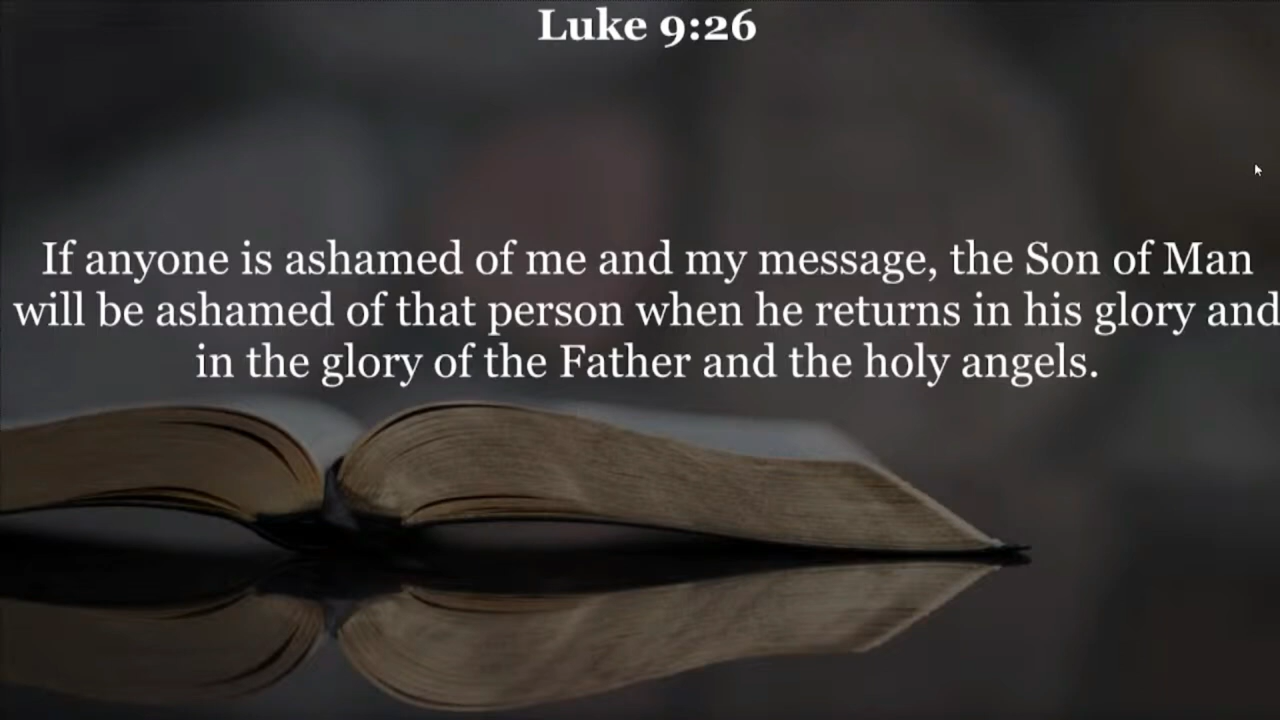 Luke 9:26
If anyone is ashamed of me and my message, the Son of Man
will be ashamed of that person when he returns in his glory and
in the glory of the Father and the holy angels.